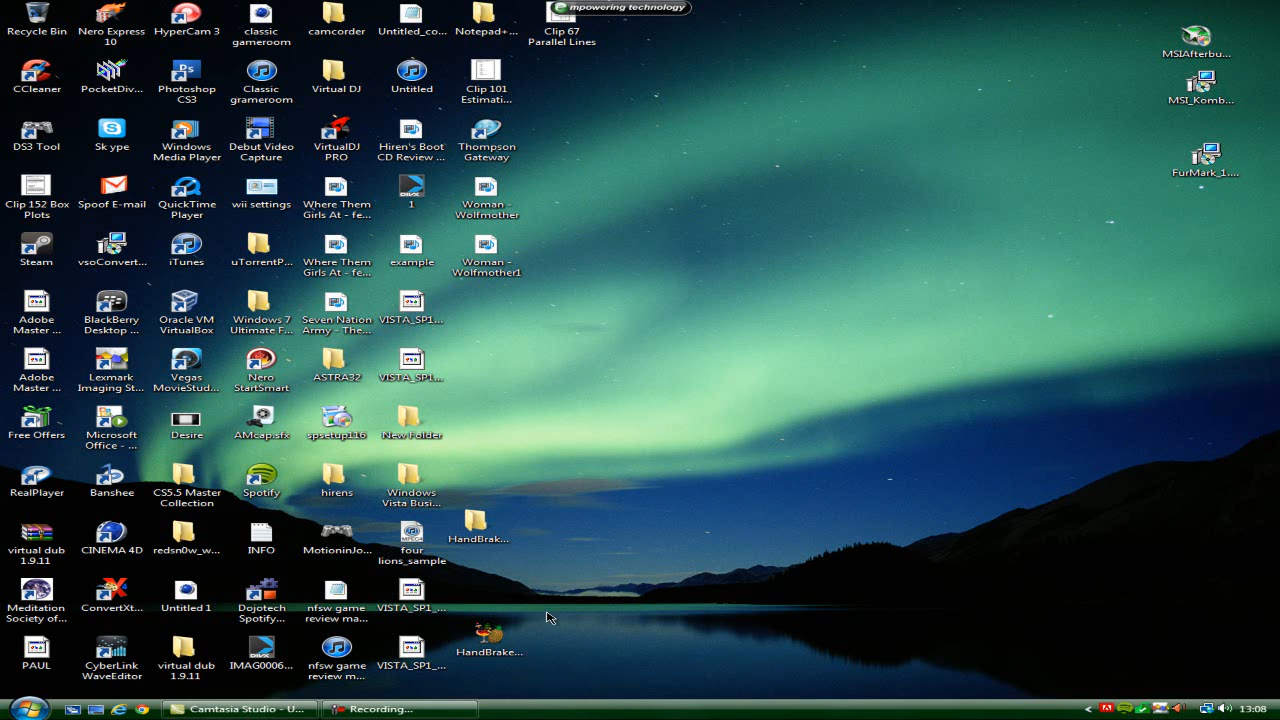 mpowering technology
Recycle Bin
Nero Express
10
HyperCam 3
classic
gameroom
camcorder
Untitled_co...
Notepad+...
Clip 67
Parallel Lines
MSIAfterbu...
CCleaner
PocketDiv...
Photoshop
CS3
Classic
grameroom
Virtual DJ
Untitled
Clip 101
Estimati...
MSI_Komb...
DS3 Tool
Sk ype
Windows
Media Player
Debut Video
Capture
VirtualDJ
PRO
Hiren's Boot
CD Review ...
Thompson
Gateway
FurMark_1....
Clip 152 Box
Plots
Spoof E-mail
QuickTime
Player
wii settings
Where Them
Girls At - fe...
1
Woman -
Wolfmother
Steam
vsoConvert...
iTunes
uTorrentP...
Where Them
Girls At - fe...
example
Woman -
Wolfmother1
Adobe
Master ...
BlackBerry
Desktop ...
Oracle VM
VirtualBox
Windows 7
Ultimate F...
Seven Nation
Army - The...
VISTA_SP1...
Adobe
Master ...
Lexmark
Imaging St...
Vegas
MovieStud...
Nero
StartSmart
ASTRA32
VISTA_SP1...
Free Offers
Microsoft
Office - ...
Desire
AMcap.sfx
spsetup116
New Folder
RealPlayer
Banshee
CS5.5 Master
Collection
Spotify
hirens
Windows
Vista Busi...
HandBrak...
virtual dub
1.9.11
CINEMA 4D
redsn0w_w...
INFO
MotioninJo...
four
lions_sample
Meditation
Society of...
ConvertXt...
Untitled 1
Dojotech
Spotify...
nfsw game
review ma...
VISTA_SP1_...
HandBrake...
PAUL
CyberLink
WaveEditor
virtual dub
1.9.11
IMAG0006...
nfsw game
review m...
VISTA_SP1_...
Camtasia Studio - U...
Recording...
13:08